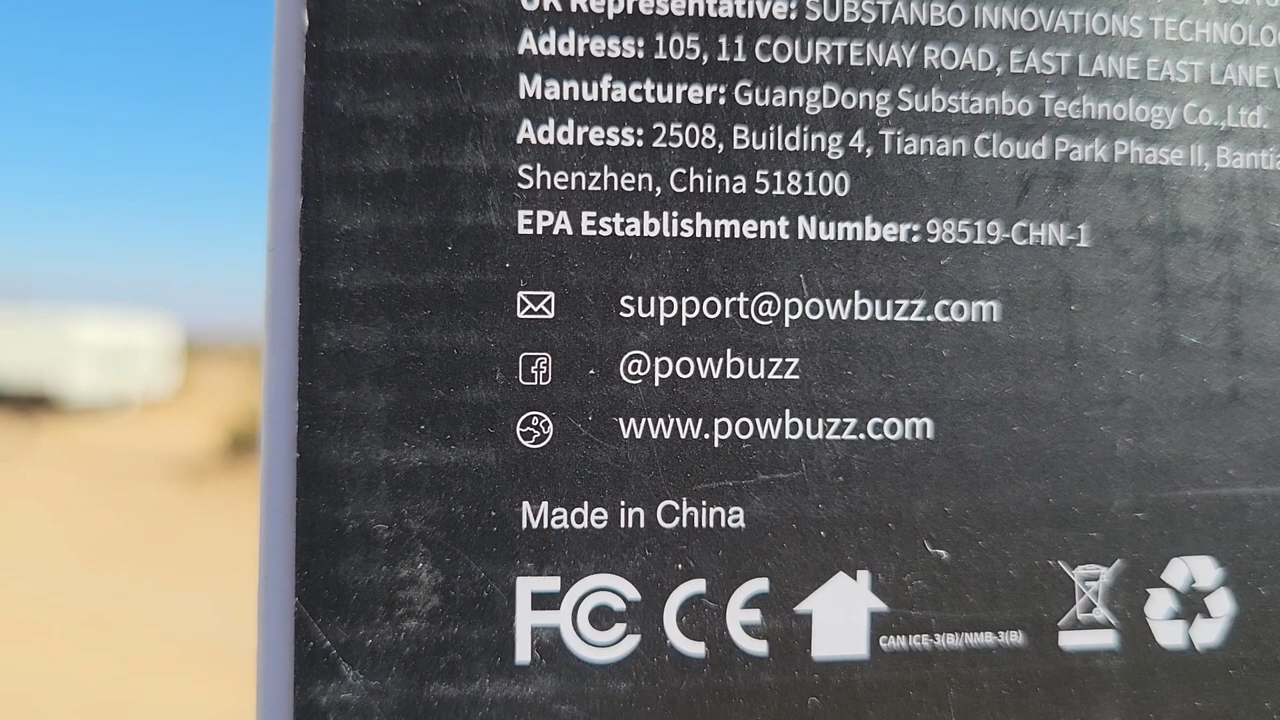 UK Representative: SUBSTANBO INNOVATIONS
Address: 105, 11 COURTENAY ROAD, EAST LANE EAST LANE
Manufacturer: GuangDong Substanbo Technology Co.,Ltd.
Address: 2508, Building 4, Tianan Cloud Park Phase II,
Shenzhen, China 518100
EPA Establishment Number: 98519-CHN-1
support@powbuzz.com
@powbuzz
www.powbuzz.com
Made in China
FC CE CAN ICE-3(B)/NMB-3(B)